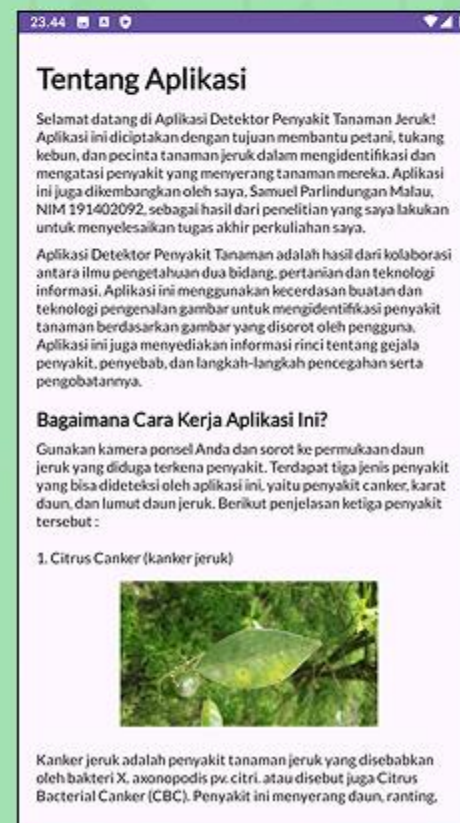 23.44
Tentang Aplikasi
Selamat datang di Aplikasi Detektor Penyakit Tanaman Jeruk!
Aplikasi ini diciptakan dengan tujuan membantu petani, tukang
kebun, dan pecinta tanaman jeruk dalam mengidentifikasi dan
mengatasi penyakit yang menyerang tanaman mereka. Aplikasi
ini juga dikembangkan oleh saya, Samuel Parlindungan Malau,
NIM 191402092, sebagai hasil dari penelitian yang saya lakukan
untuk menyelesaikan tugas akhir perkuliahan saya.
Aplikasi Detektor Penyakit Tanaman adalah hasil dari kolaborasi
antara ilmu pengetahuan dua bidang, pertanian dan teknologi
informasi. Aplikasi ini menggunakan kecerdasan buatan dan
teknologi pengenalan gambar untuk mengidentifikasi penyakit
tanaman berdasarkan gambar yang disorot oleh pengguna.
Aplikasi ini juga menyediakan informasi rinci tentang gejala
penyakit, penyebab, dan langkah-langkah pencegahan serta
pengobatannya.
Bagaimana Cara Kerja Aplikasi Ini?
Gunakan kamera ponsel Anda dan sorot ke permukaan daun
jeruk yang diduga terkena penyakit. Terdapat tiga jenis penyakit
yang bisa dideteksi oleh aplikasi ini, yaitu penyakit canker, karat
daun, dan lumut daun jeruk. Berikut penjelasan ketiga penyakit
tersebut :
1. Citrus Canker (kanker jeruk)
Kanker jeruk adalah penyakit tanaman jeruk yang disebabkan
oleh bakteri X. axonopodis pv. citri. atau disebut juga Citrus
Bacterial Canker (CBC). Penyakit ini menyerang daun, ranting,